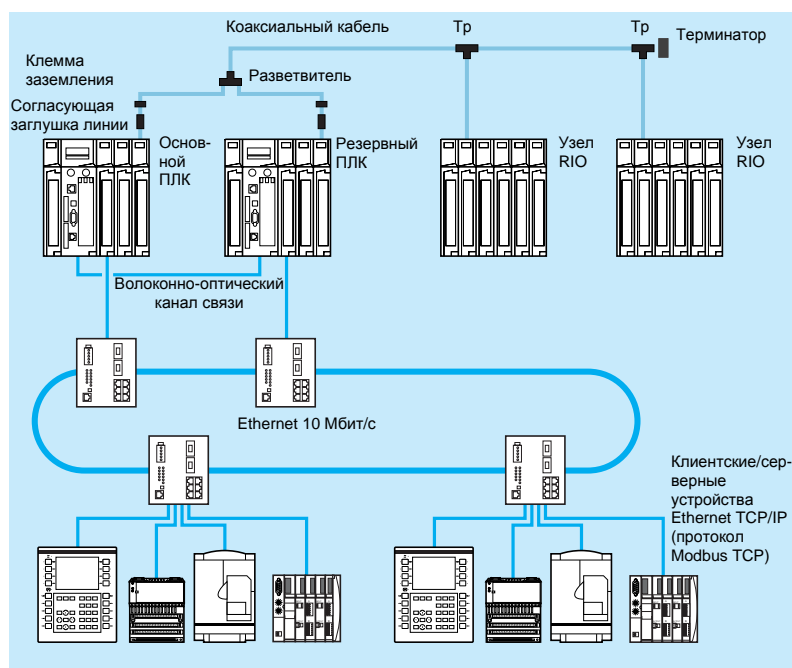 Коаксиальный кабель
Тр
Тр
Терминатор
Клемма
заземления
Разветвитель
Согласующая
заглушка линии
Основ-
ной
ПЛК
Резервный
ПЛК
Узел
RIO
Узел
RIO
Волоконно-оптический
канал связи
Ethernet 10 Мбит/с
Клиентские/сер-
верные
устройства
Ethernet TCP/IP
(протокол
Modbus TCP)